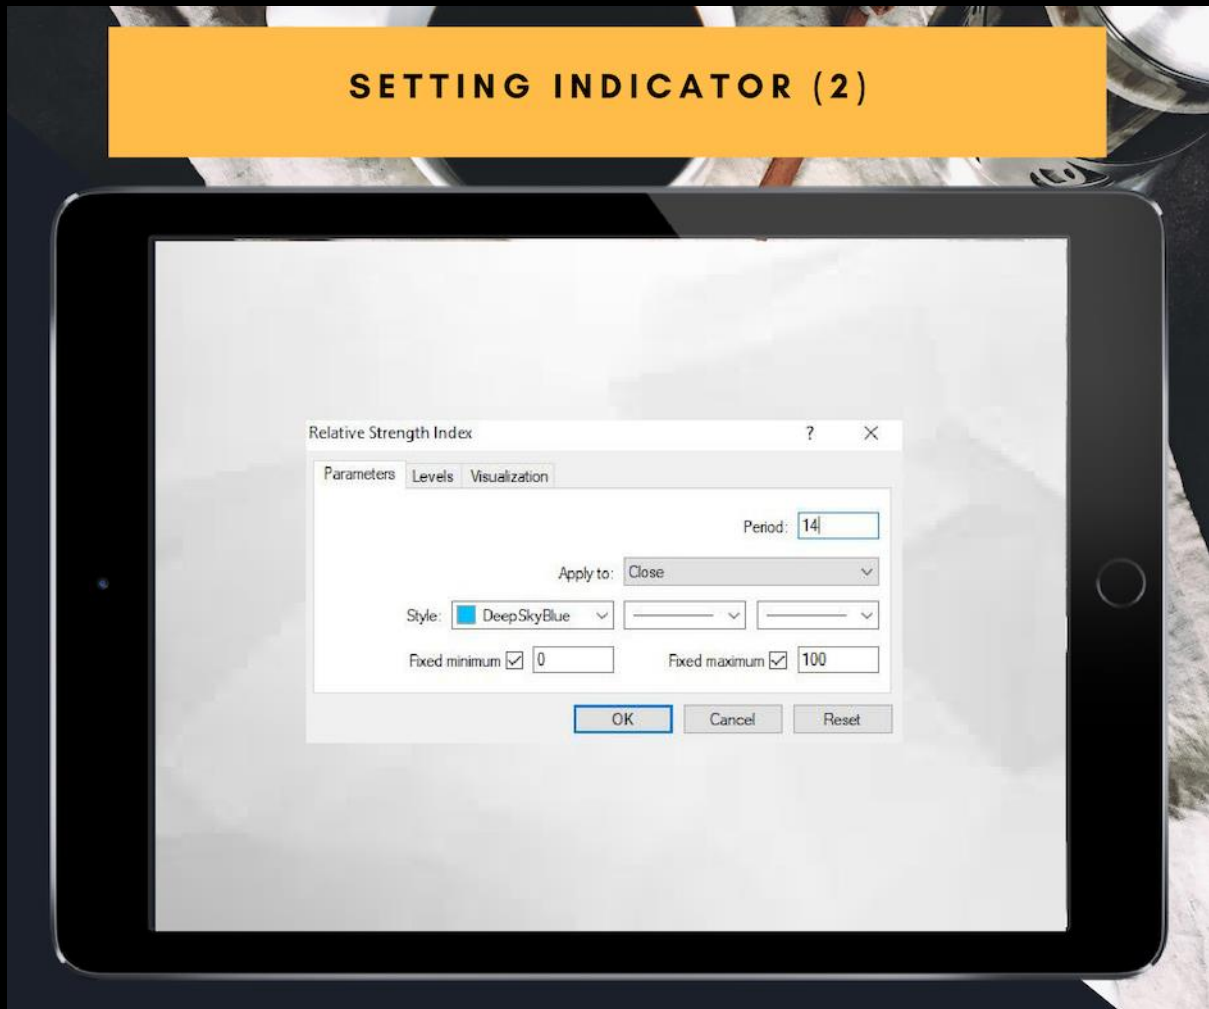 SETTING INDICATOR (2)
Relative Strength Index ?
Parameters Levels Visualization
Period: 14
Apply to: Close
Style: DeepSkyBlue
Fixed minimum 0 Fixed maximum 100
OK Cancel Reset